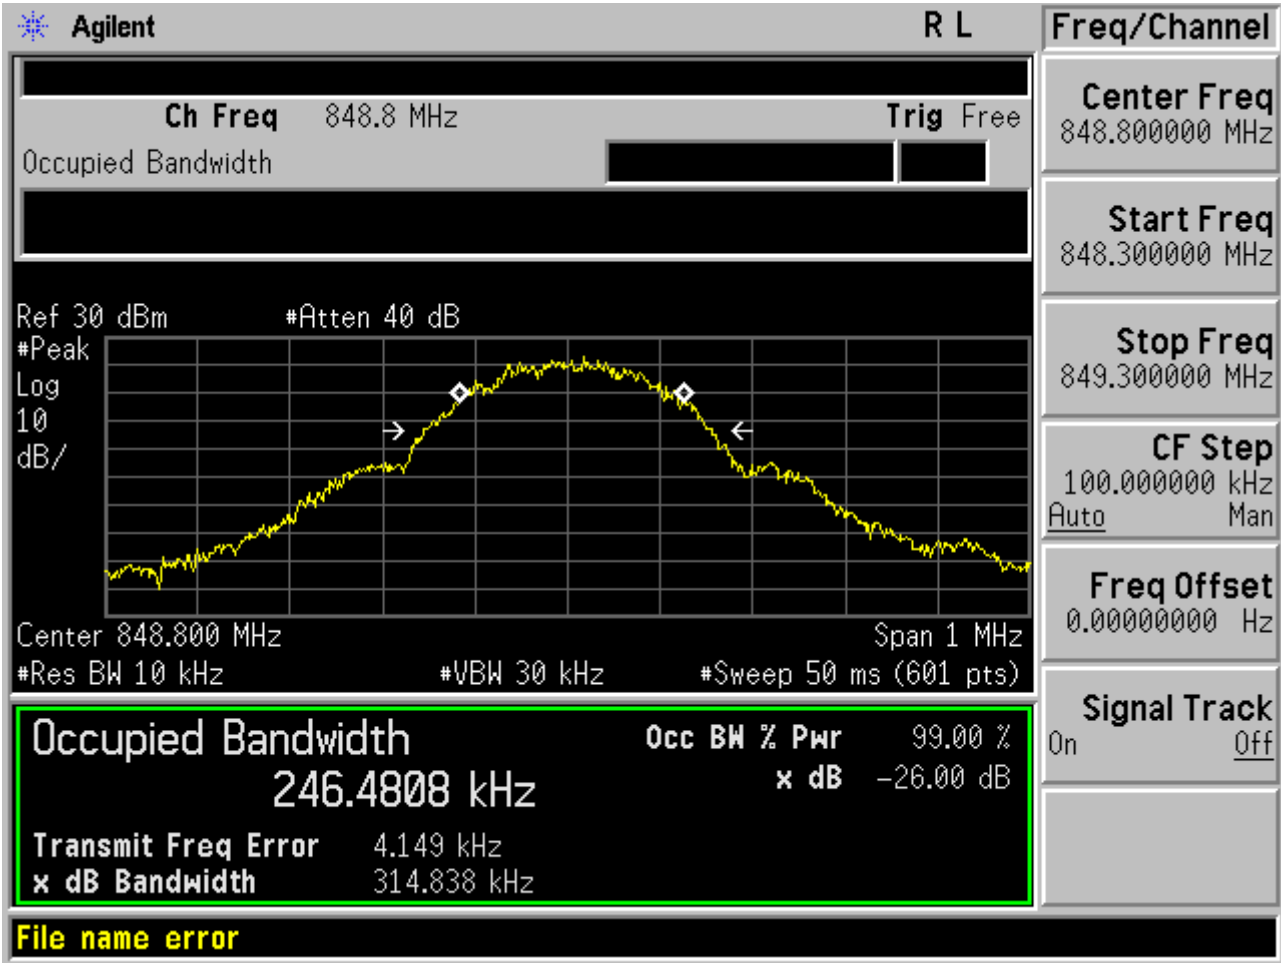 Agilent R L Freq/Channel
Ch Freq 848.8 MHz Trig Free
Occupied Bandwidth
Center Freq
848.800000 MHz
Start Freq
848.300000 MHz
Stop Freq
849.300000 MHz
CF Step
100.000000 kHz
Auto Man
Freq Offset
0.00000000 Hz
Signal Track
On Off
Ref 30 dBm #Atten 40 dB
#Peak
Log
10
dB/
Center 848.800 MHz Span 1 MHz
#Res BW 10 kHz #VBW 30 kHz #Sweep 50 ms (601 pts)
Occupied Bandwidth Occ BW % Pwr 99.00 %
246.4808 kHz x dB -26.00 dB
Transmit Freq Error 4.149 kHz
x dB Bandwidth 314.838 kHz
File name error